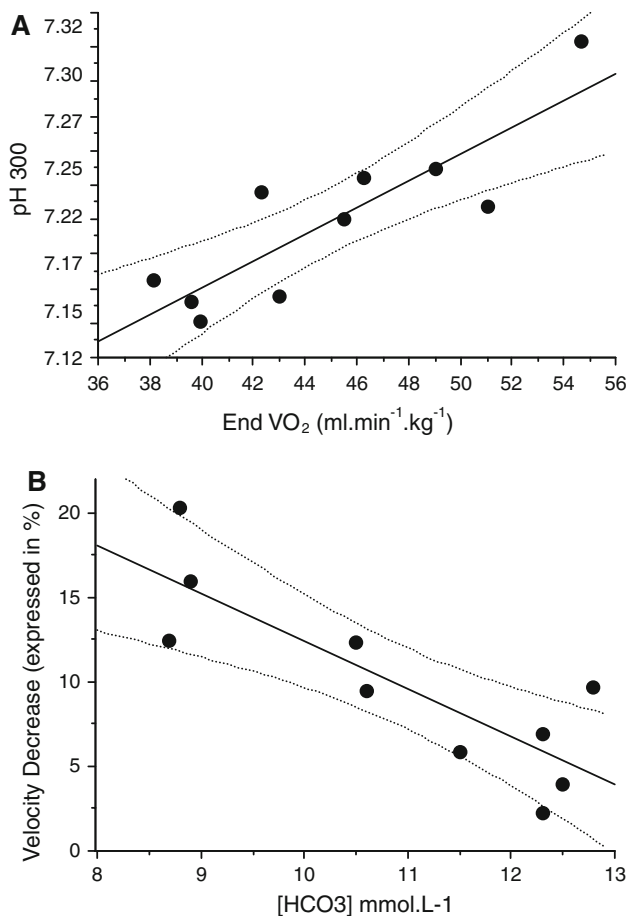 A
pH 300
7.32
7.30
7.27
7.25
7.22
7.17
7.15
7.12
36 38 40 42 44 46 48 50 52 54 56
End VO₂ (ml.min⁻¹.kg⁻¹)
B
Velocity Decrease (expressed in %)
20
15
10
5
0
8 9 10 11 12 13
[HCO3] mmol.L-1